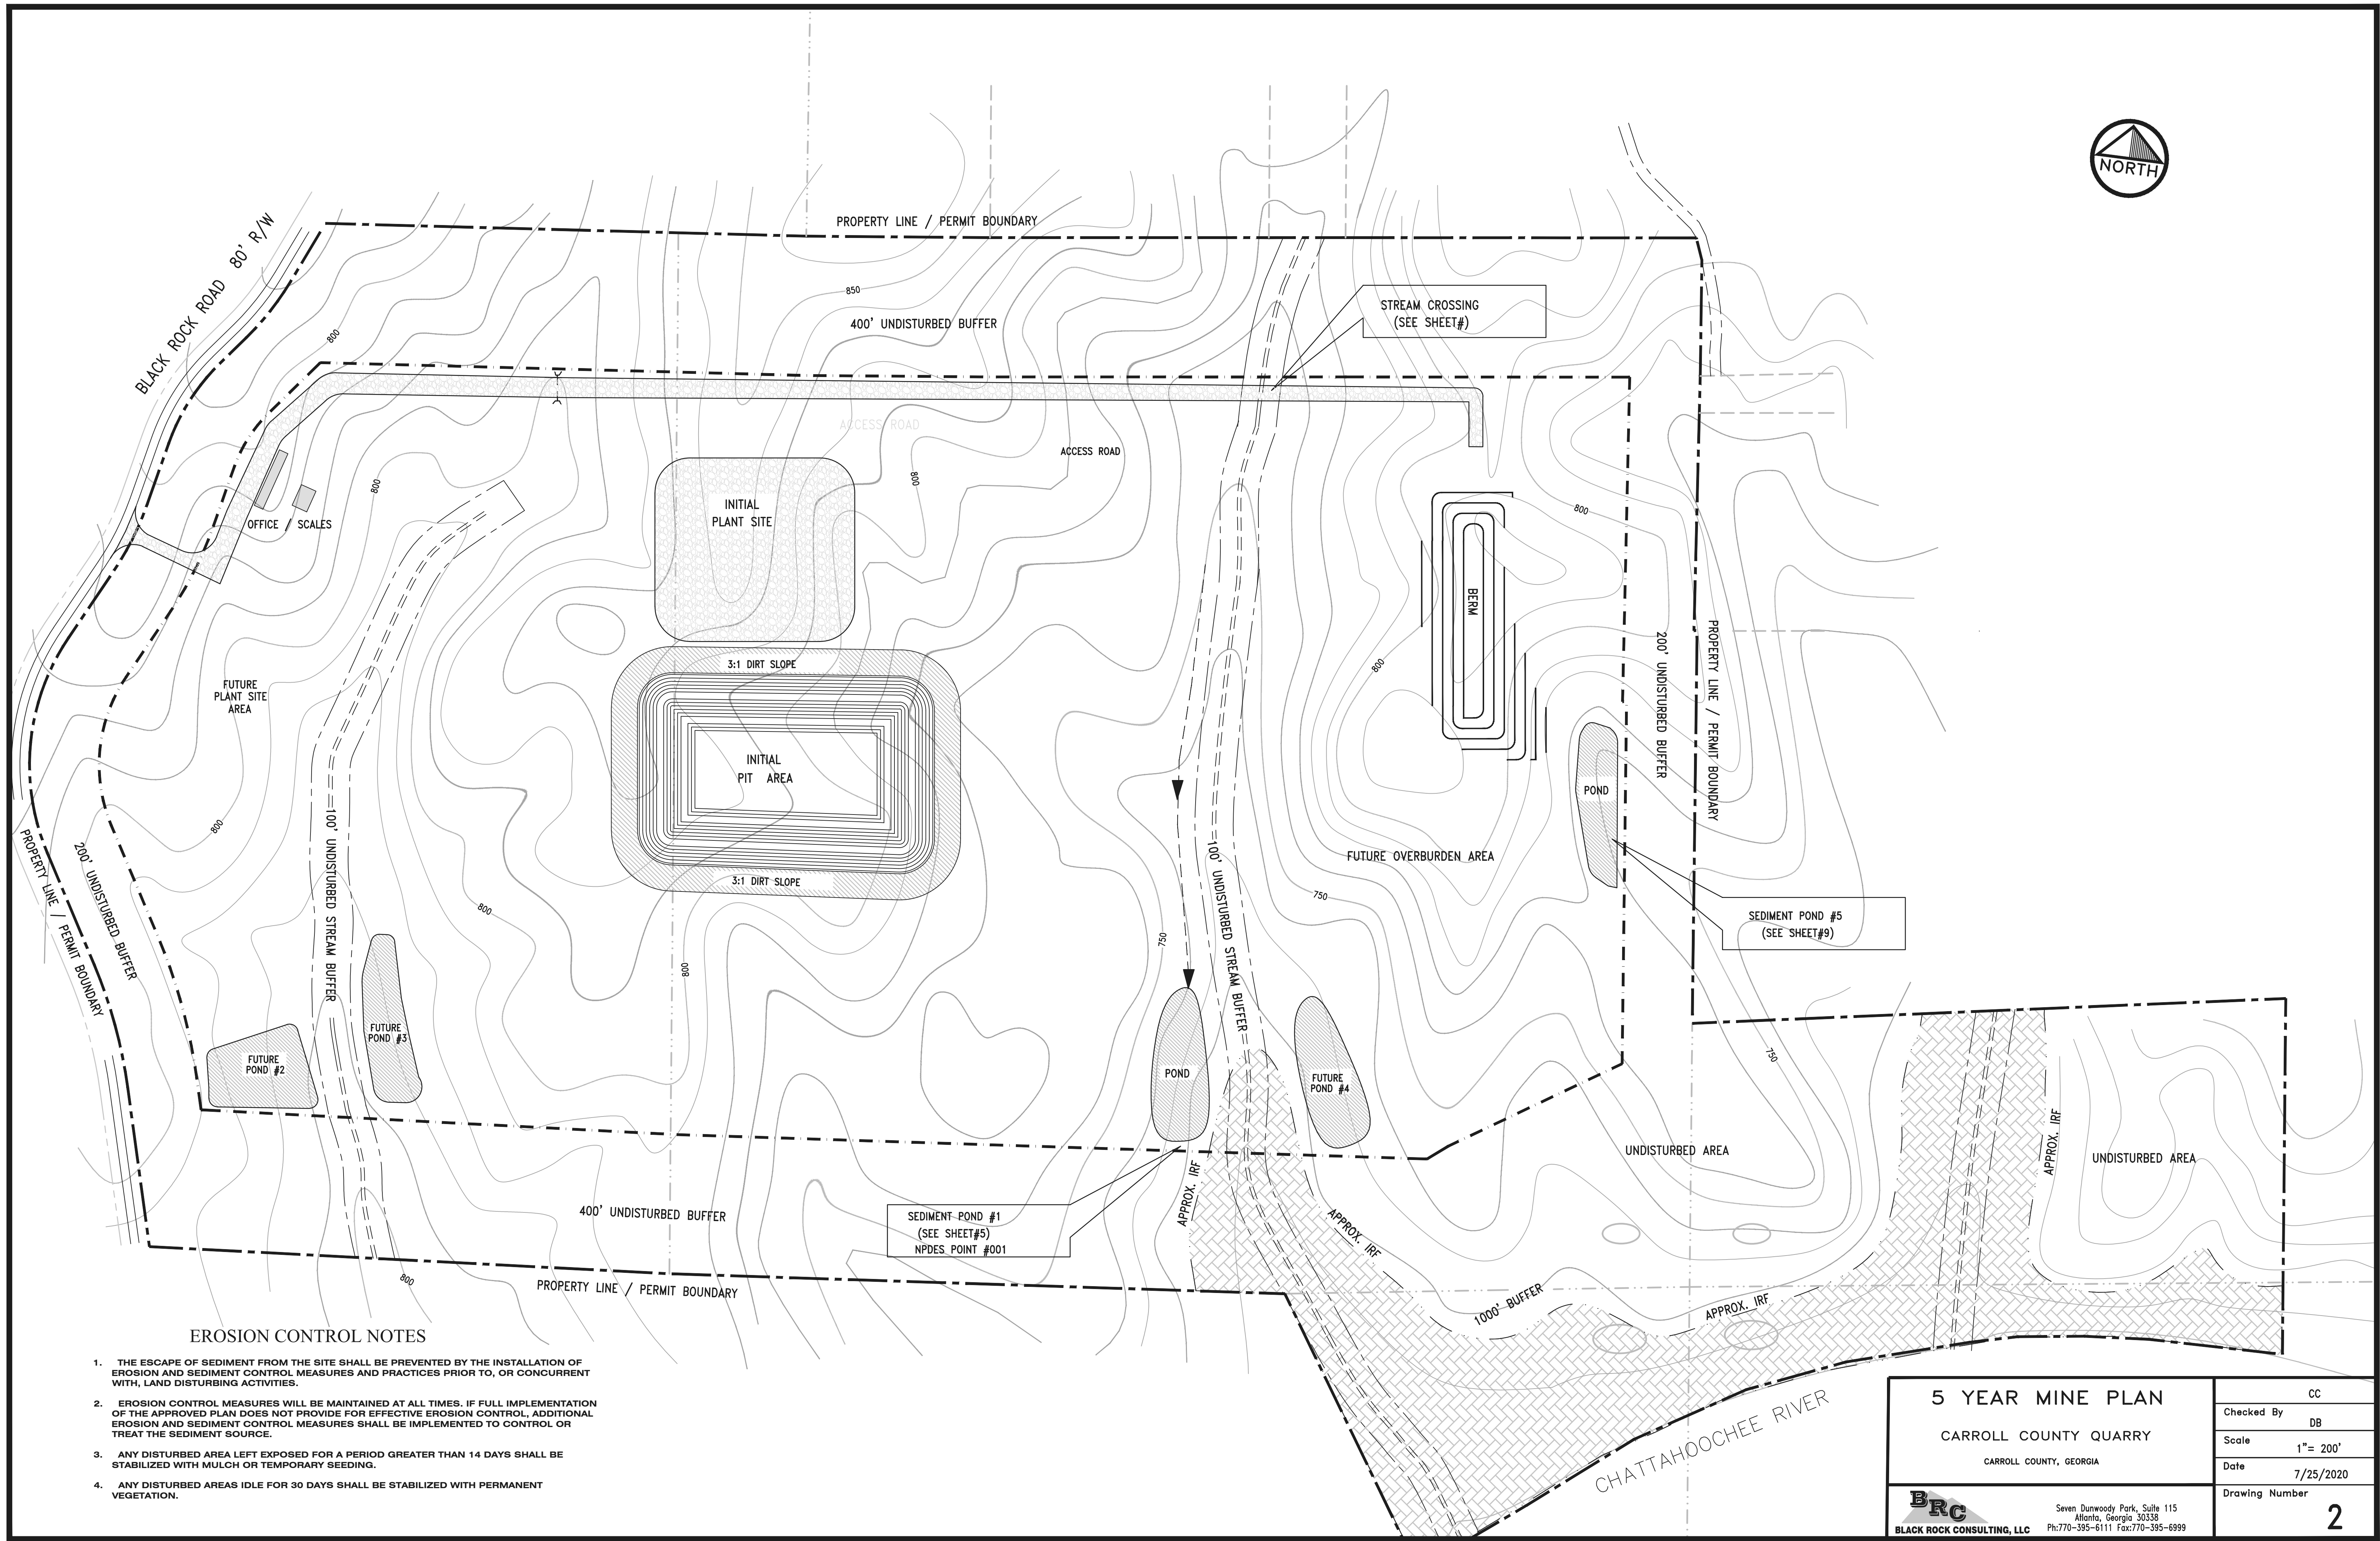 NORTH
BLACK ROCK ROAD 80' R/W
PROPERTY LINE / PERMIT BOUNDARY
850
400' UNDISTURBED BUFFER
STREAM CROSSING
(SEE SHEET#)
800
ACCESS ROAD
ACCESS ROAD
800
800
OFFICE / SCALES
INITIAL
PLANT SITE
800
BERM
3:1 DIRT SLOPE
800
200' UNDISTURBED BUFFER
PROPERTY LINE / PERMIT BOUNDARY
FUTURE
PLANT SITE
AREA
INITIAL
PIT AREA
POND
800
100' UNDISTURBED STREAM BUFFER
PROPERTY LINE / PERMIT BOUNDARY
200' UNDISTURBED BUFFER
3:1 DIRT SLOPE
100' UNDISTURBED STREAM BUFFER
FUTURE OVERBURDEN AREA
750
800
750
SEDIMENT POND #5
(SEE SHEET#9)
800
FUTURE
POND #3
FUTURE
POND #2
POND
FUTURE
POND #4
750
UNDISTURBED AREA
APPROX. IRF
UNDISTURBED AREA
APPROX. IRF
400' UNDISTURBED BUFFER
SEDIMENT POND #1
(SEE SHEET#5)
NPDES POINT #001
APPROX. IRF
800
PROPERTY LINE / PERMIT BOUNDARY
1000' BUFFER
APPROX. IRF
CHATTAHOOCHEE RIVER
EROSION CONTROL NOTES
1. THE ESCAPE OF SEDIMENT FROM THE SITE SHALL BE PREVENTED BY THE INSTALLATION OF
EROSION AND SEDIMENT CONTROL MEASURES AND PRACTICES PRIOR TO, OR CONCURRENT
WITH, LAND DISTURBING ACTIVITIES.
2. EROSION CONTROL MEASURES WILL BE MAINTAINED AT ALL TIMES. IF FULL IMPLEMENTATION
OF THE APPROVED PLAN DOES NOT PROVIDE FOR EFFECTIVE EROSION CONTROL, ADDITIONAL
EROSION AND SEDIMENT CONTROL MEASURES SHALL BE IMPLEMENTED TO CONTROL OR
TREAT THE SEDIMENT SOURCE.
3. ANY DISTURBED AREA LEFT EXPOSED FOR A PERIOD GREATER THAN 14 DAYS SHALL BE
STABILIZED WITH MULCH OR TEMPORARY SEEDING.
4. ANY DISTURBED AREAS IDLE FOR 30 DAYS SHALL BE STABILIZED WITH PERMANENT
VEGETATION.
5 YEAR MINE PLAN
CARROLL COUNTY QUARRY
CARROLL COUNTY, GEORGIA
BRC
BLACK ROCK CONSULTING, LLC
Seven Dunwoody Park, Suite 115
Atlanta, Georgia 30338
Ph:770-395-6111 Fax:770-395-6999
CC
Checked By
DB
Scale
1"= 200'
Date
7/25/2020
Drawing Number
2